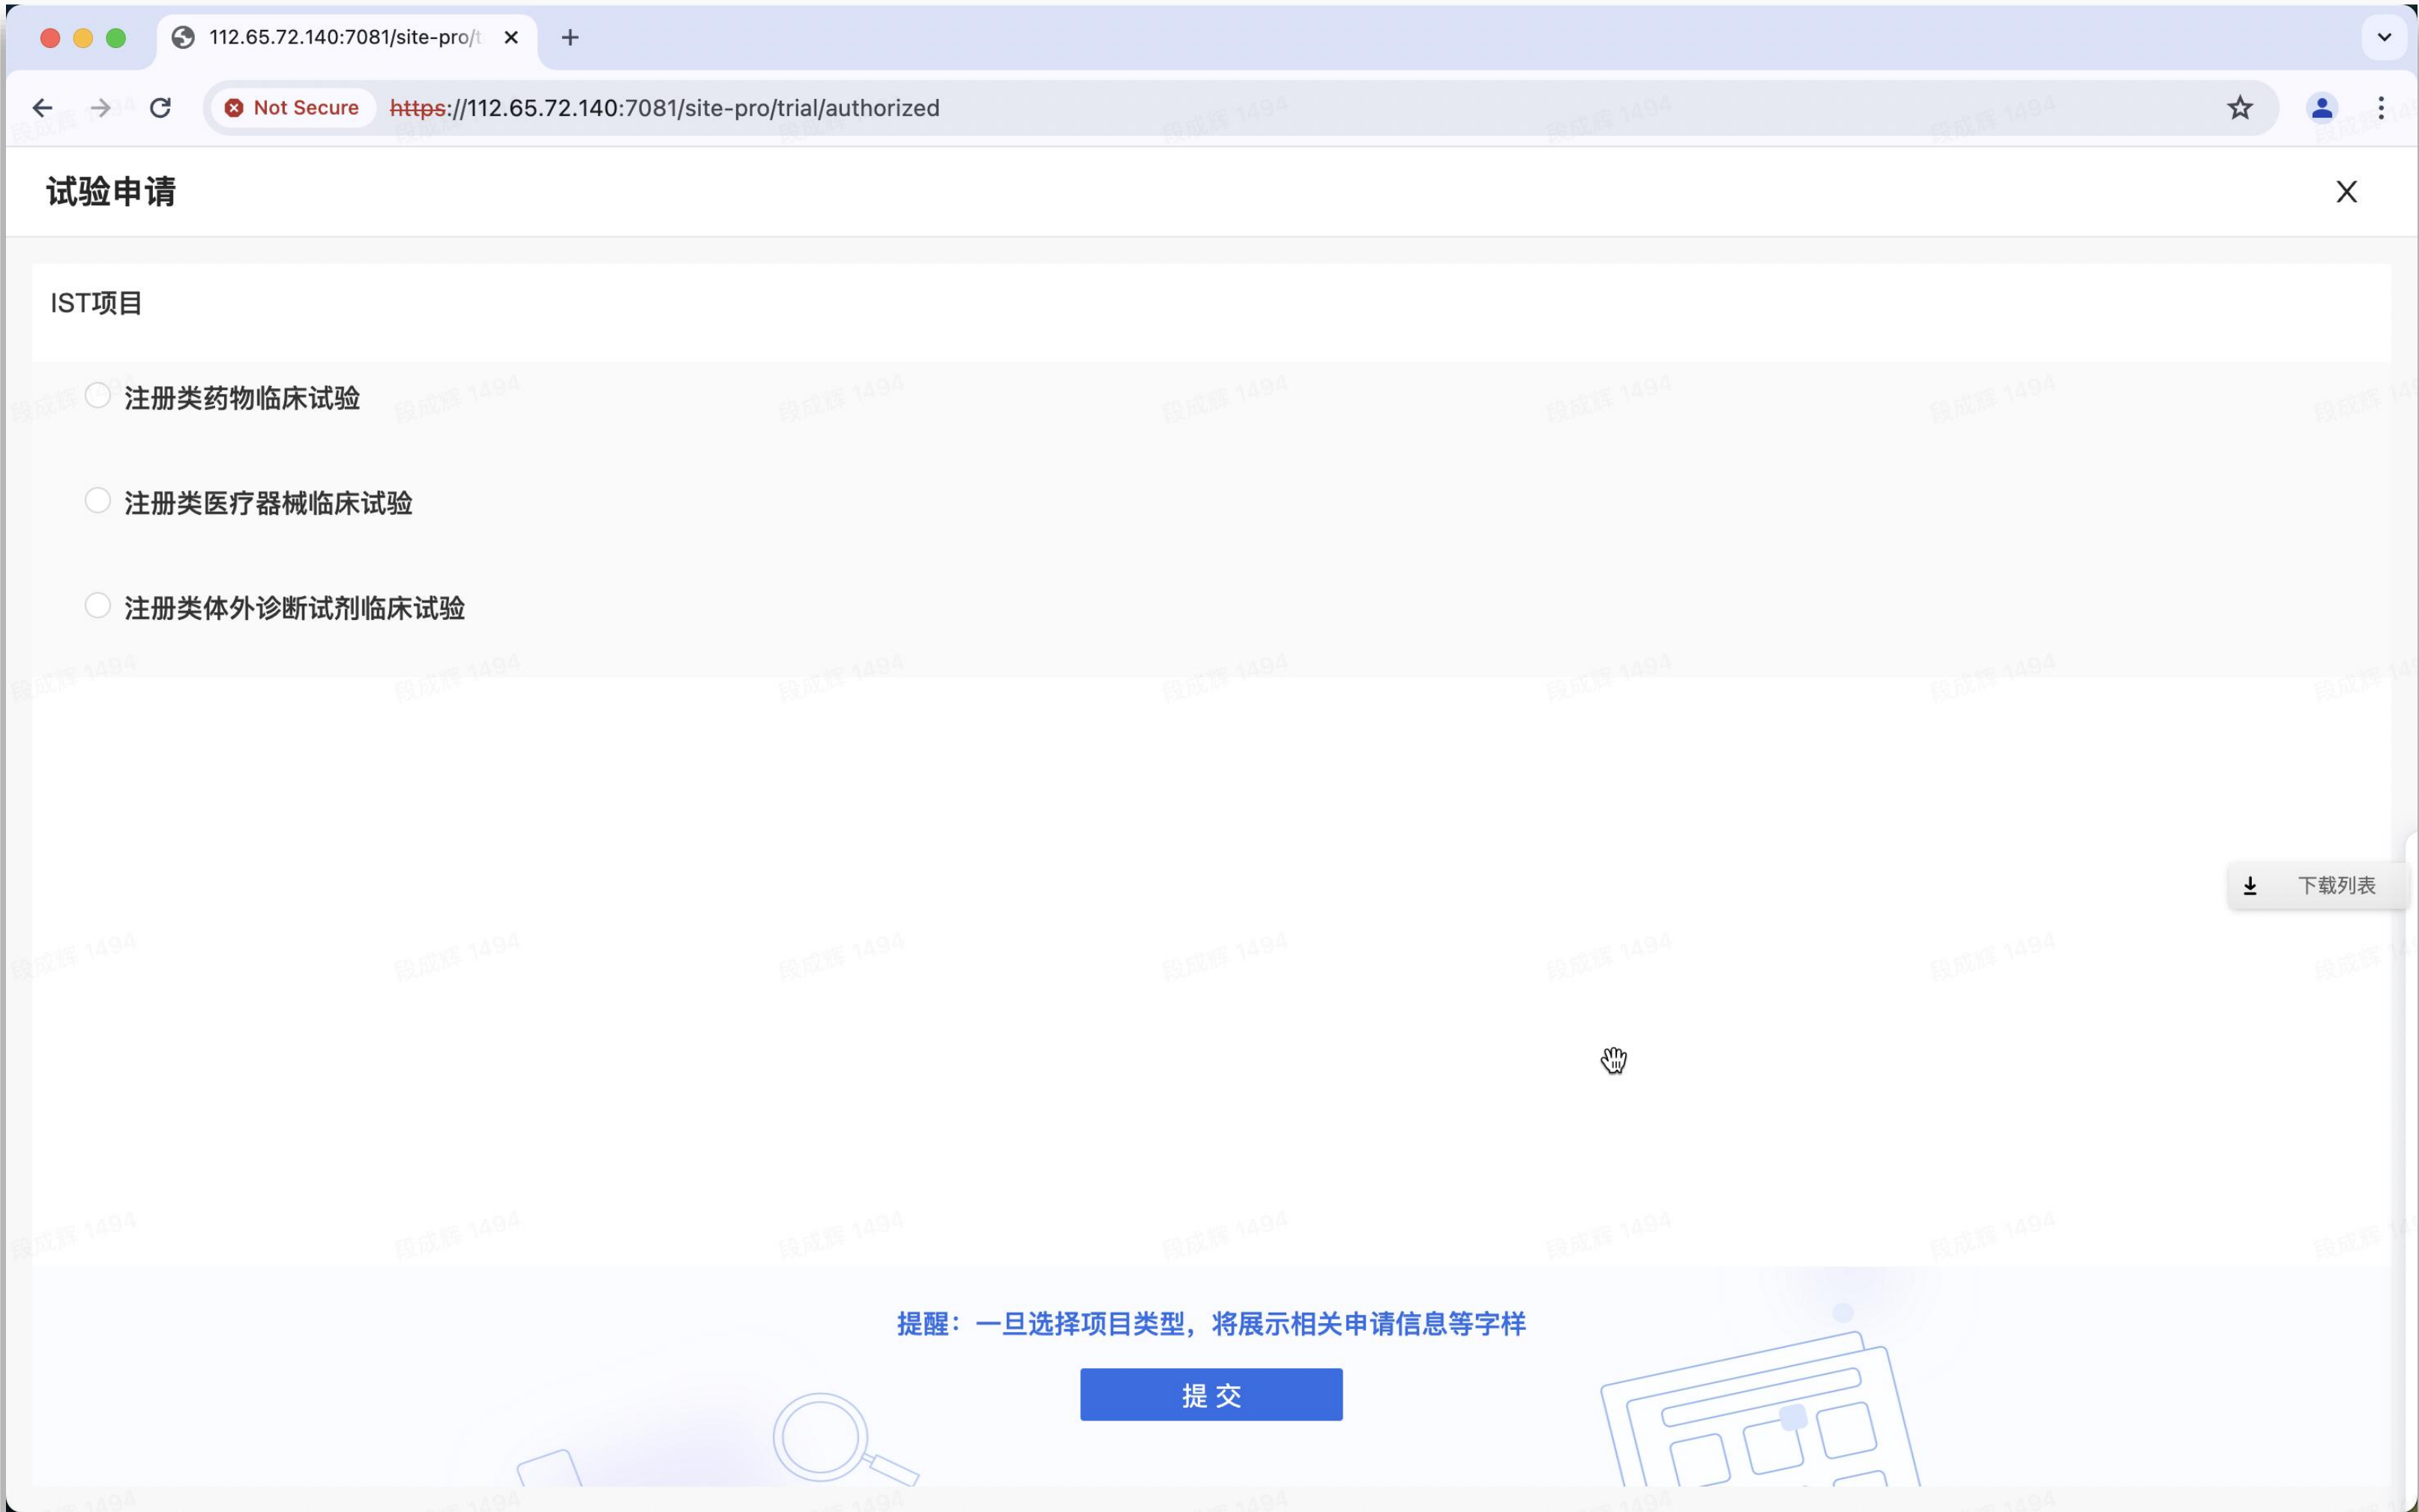 112.65.72.140:7081/site-pro/t
Not Secure
https://112.65.72.140:7081/site-pro/trial/authorized
试验申请
X
IST项目
注册类药物临床试验
注册类医疗器械临床试验
注册类体外诊断试剂临床试验
下载列表
提醒：一旦选择项目类型，将展示相关申请信息等字样
提 交
段成辉 1494